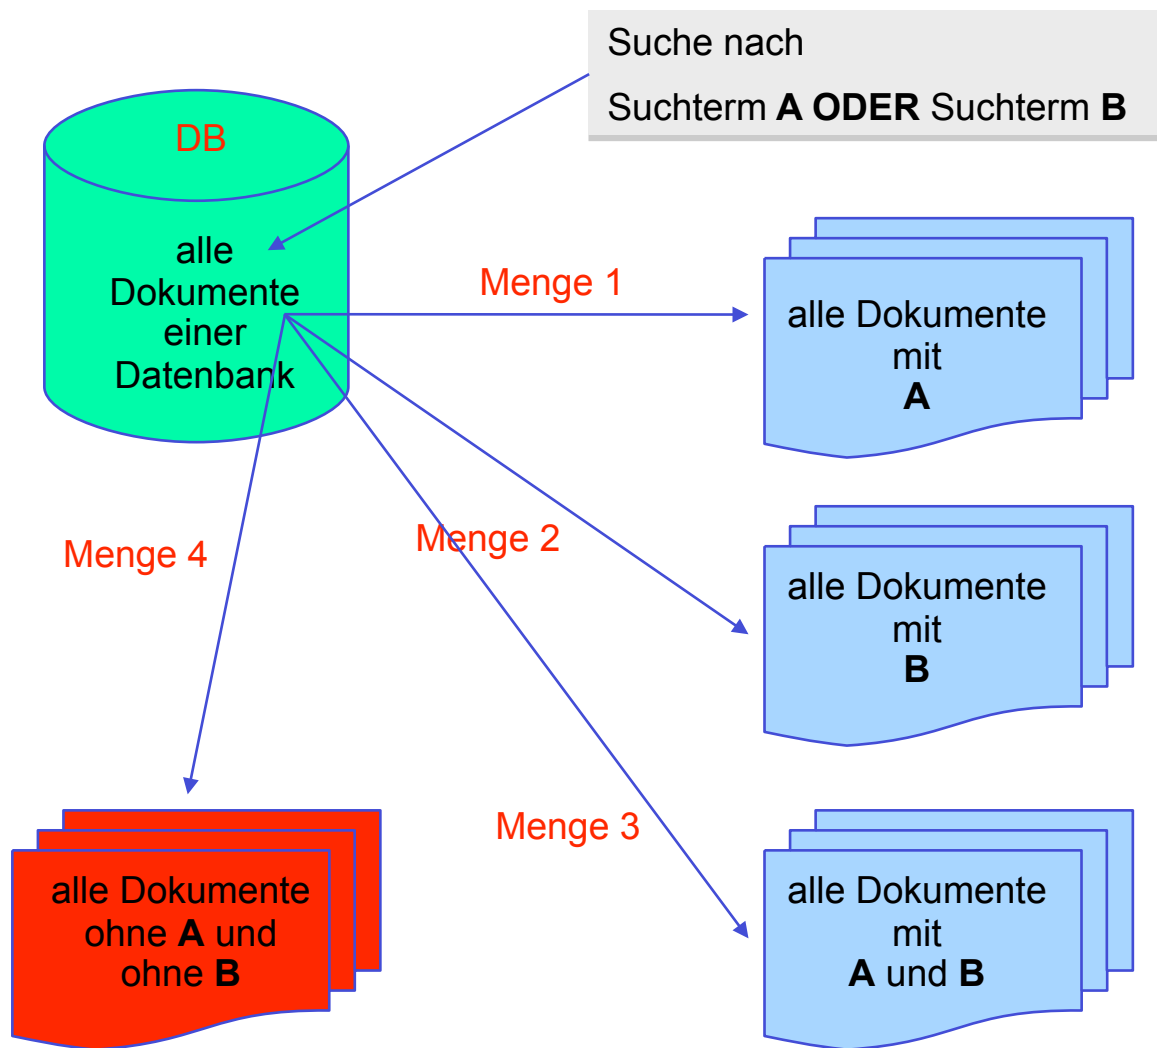 Suche nach
Suchterm A ODER Suchterm B
DB
alle
Dokumente
einer
Datenbank
Menge 1
alle Dokumente
mit
A
Menge 2
alle Dokumente
mit
B
Menge 4
Menge 3
alle Dokumente
ohne A und
ohne B
alle Dokumente
mit
A und B